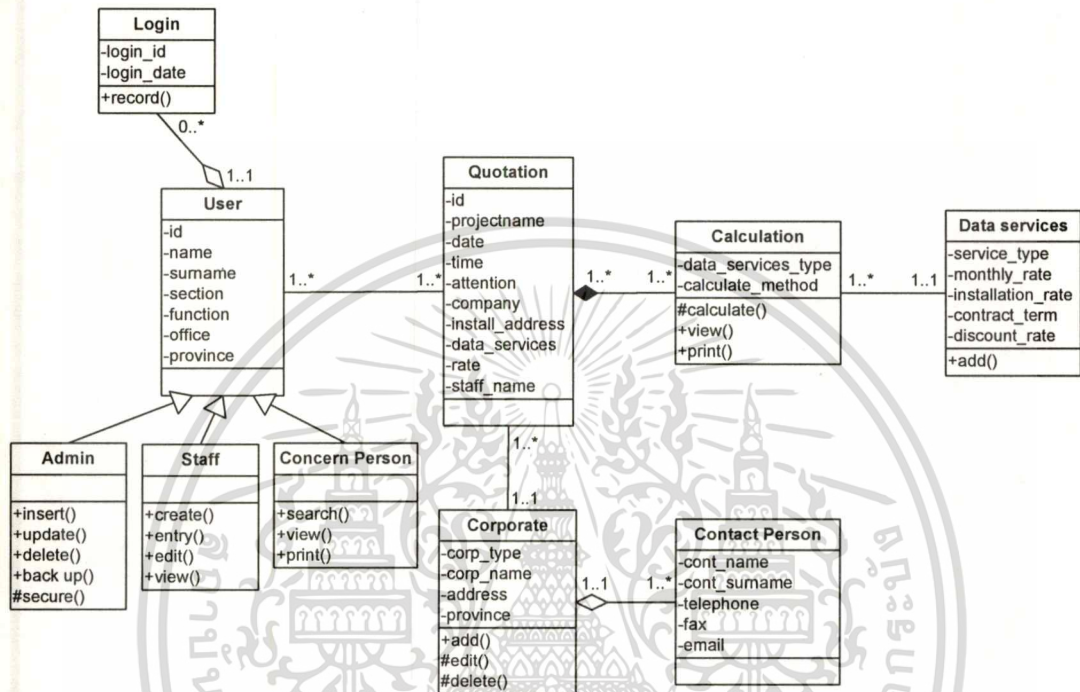 Login
-login_id
-login_date
+record()
0..*
1..1
User
-id
-name
-surname
-section
-function
-office
-province
1..*
1..*
Quotation
-id
-projectname
-date
-time
-attention
-company
-install_address
-data_services
-rate
-staff_name
1..*
1..*
Calculation
-data_services_type
-calculate_method
#calculate()
+view()
+print()
1..*
1..1
Data services
-service_type
-monthly_rate
-installation_rate
-contract_term
-discount_rate
+add()
Admin
+insert()
+update()
+delete()
+back up()
#secure()
Staff
+create()
+entry()
+edit()
+view()
Concern Person
+search()
+view()
+print()
1..*
1..1
Corporate
-corp_type
-corp_name
-address
-province
+add()
#edit()
#delete()
1..1
1..*
Contact Person
-cont_name
-cont_surname
-telephone
-fax
-email